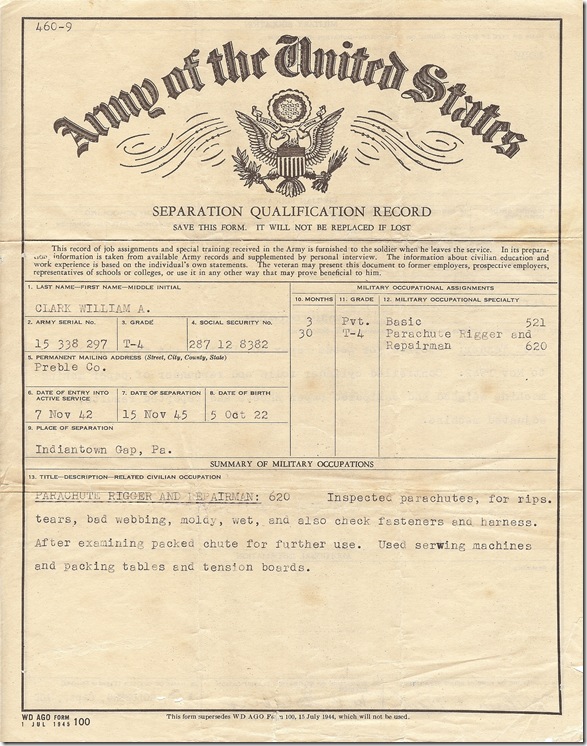 460-9
Army of the United States
SEPARATION QUALIFICATION RECORD
SAVE THIS FORM. IT WILL NOT BE REPLACED IF LOST
This record of job assignments and special training received in the Army is furnished to the soldier when he leaves the service. In its prepara-
tion, information is taken from available Army records and supplemented by personal interview. The information about civilian education and
work experience is based on the individual's own statements. The veteran may present this document to former employers, prospective employers,
representatives of schools or colleges, or use it in any other way that may prove beneficial to him.
1. LAST NAME—FIRST NAME—MIDDLE INITIAL
CLARK WILLIAM A.
2. ARMY SERIAL No. 3. GRADE 4. SOCIAL SECURITY No.
15 338 297 T-4 287 12 8382
5. PERMANENT MAILING ADDRESS (Street, City, County, State)
Preble Co.
6. DATE OF ENTRY INTO ACTIVE SERVICE 7. DATE OF SEPARATION 8. DATE OF BIRTH
7 Nov 42 15 Nov 45 5 Oct 22
9. PLACE OF SEPARATION
Indiantown Gap, Pa.
MILITARY OCCUPATIONAL ASSIGNMENTS
10. MONTHS 11. GRADE 12. MILITARY OCCUPATIONAL SPECIALTY
3 Pvt. Basic 521
30 T-4 Parachute Rigger and
Repairman 620
SUMMARY OF MILITARY OCCUPATIONS
13. TITLE—DESCRIPTION—RELATED CIVILIAN OCCUPATION
PARACHUTE RIGGER AND REPAIRMAN: 620 Inspected parachutes, for rips.
tears, bad webbing, moldy, wet, and also check fasteners and harness.
After examining packed chute for further use. Used serwing machines
and packing tables and tension boards.
WD AGO FORM 100
1 JUL 1945
This form supersedes WD AGO Form 100, 15 July 1944, which will not be used.